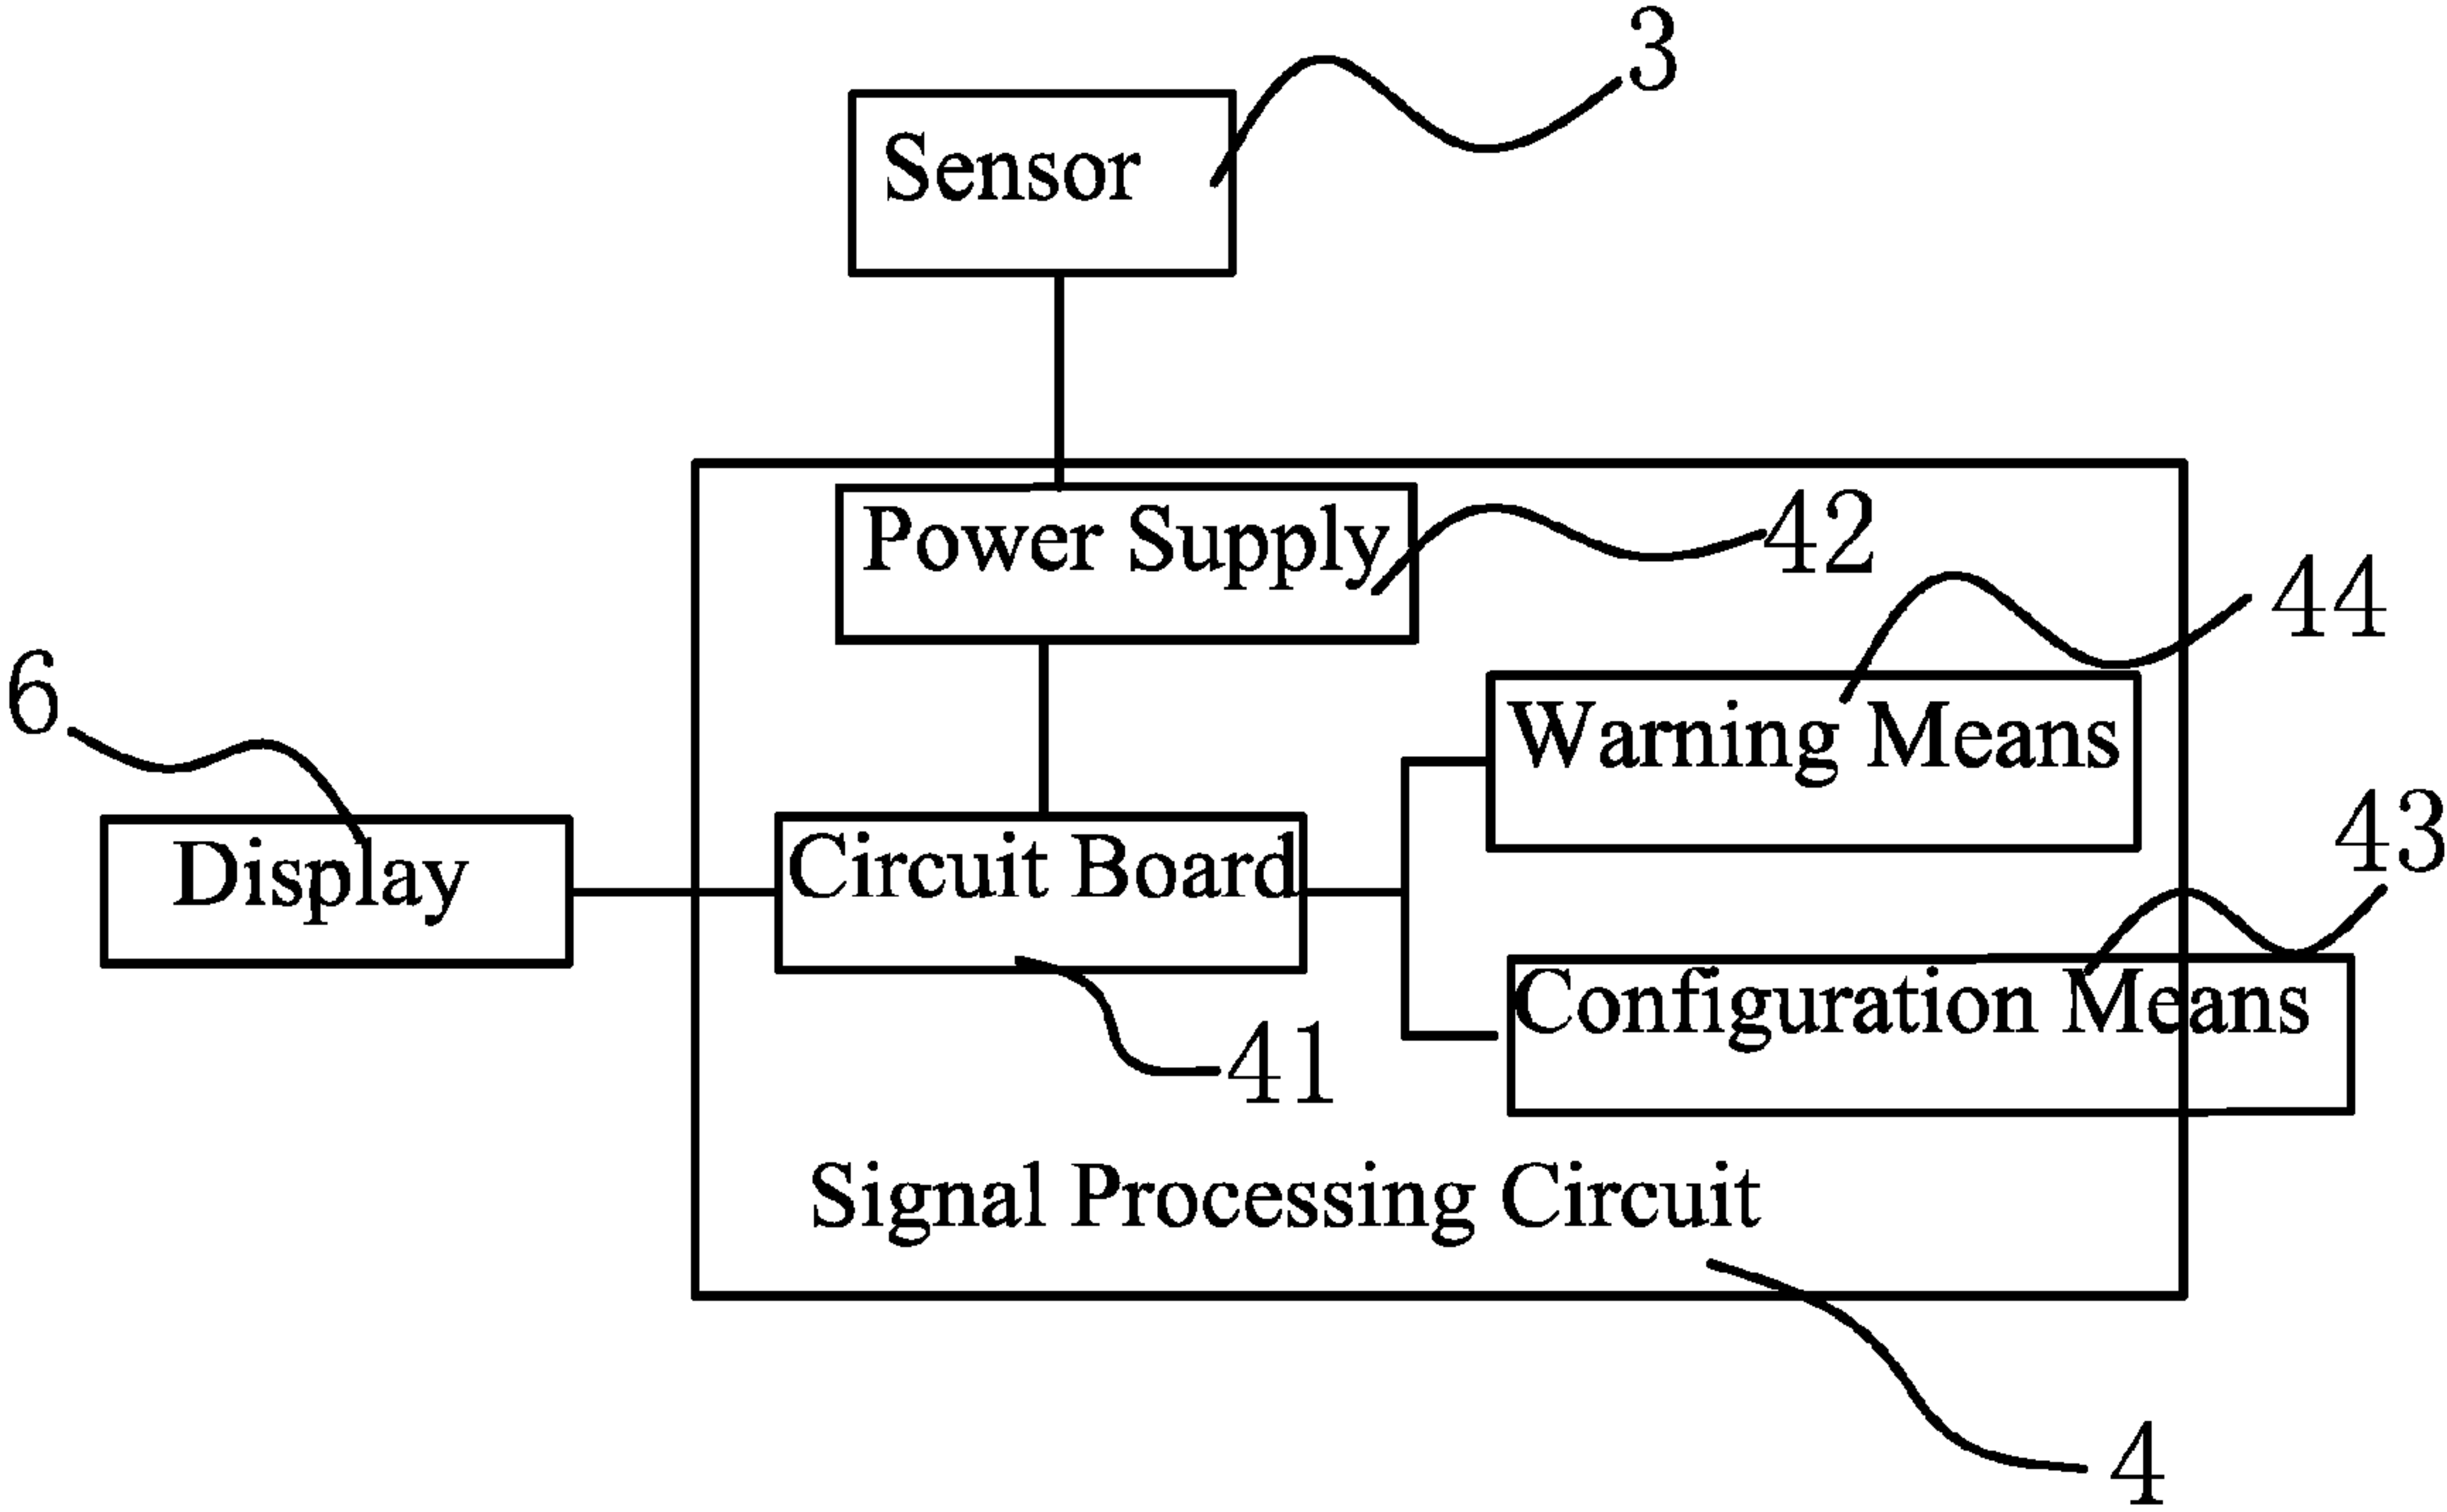 3
Sensor
Power Supply
42
44
6
Warning Means
43
Display
Circuit Board
Configuration Means
41
Signal Processing Circuit
4